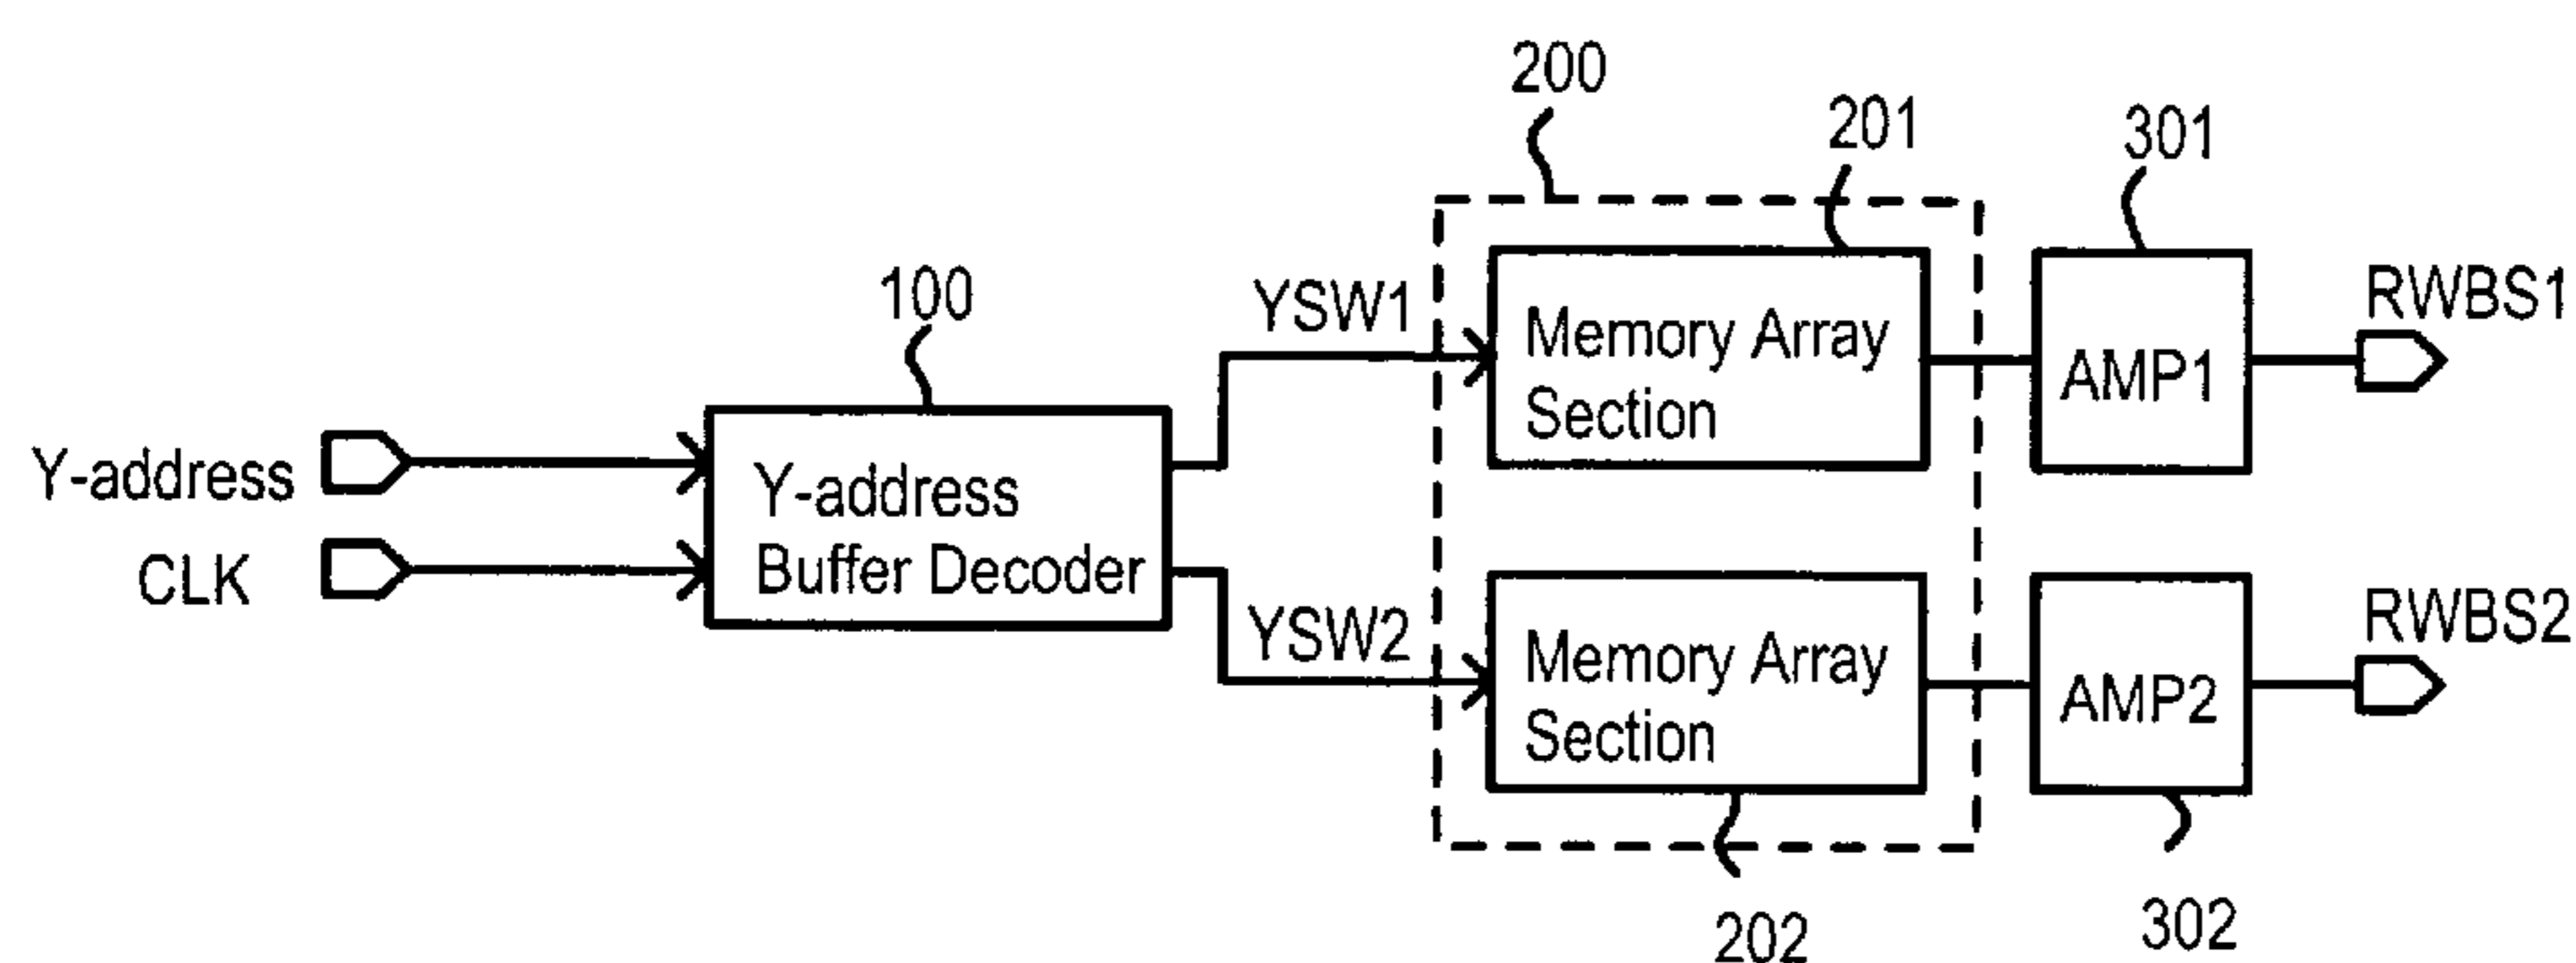 200
201
301
100
YSW1
RWBS1
Memory Array
Section
AMP1
Y-address
CLK
Y-address
Buffer Decoder
YSW2
RWBS2
Memory Array
Section
AMP2
202
302